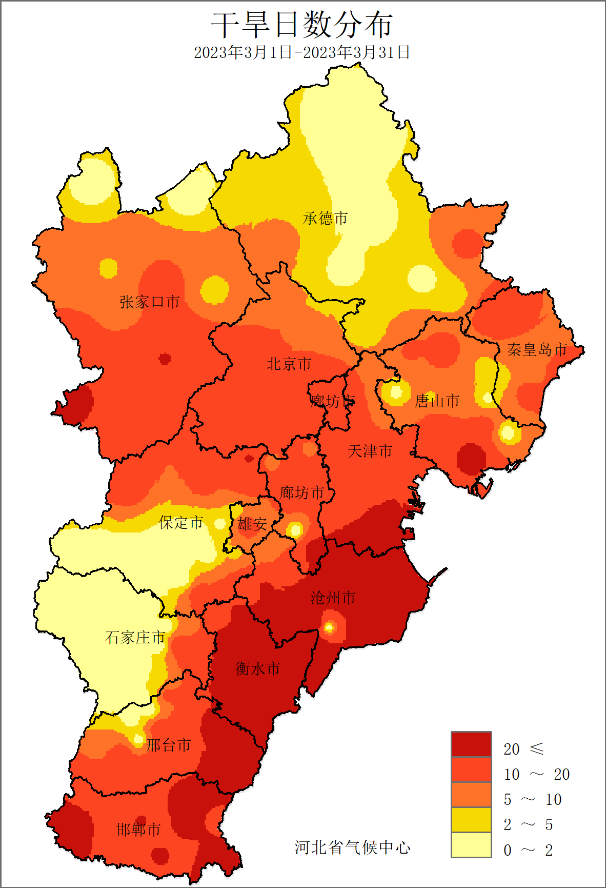 干旱日数分布
2023年3月1日-2023年3月31日
承德市
张家口市
秦皇岛市
北京市
廊坊市
唐山市
天津市
廊坊市
保定市
雄安
沧州市
石家庄市
衡水市
邢台市
邯郸市
20 ≤
10 ～ 20
5 ～ 10
2 ～ 5
0 ～ 2
河北省气候中心